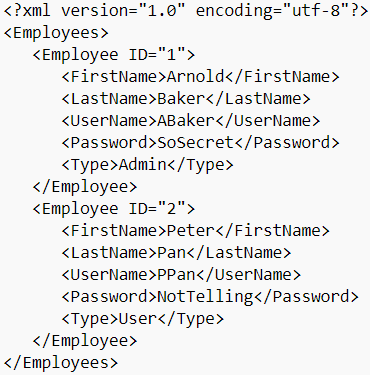 <?xml version="1.0" encoding="utf-8"?>
<Employees>
<Employee ID="1">
<FirstName>Arnold</FirstName>
<LastName>Baker</LastName>
<UserName>ABaker</UserName>
<Password>SoSecret</Password>
<Type>Admin</Type>
</Employee>
<Employee ID="2">
<FirstName>Peter</FirstName>
<LastName>Pan</LastName>
<UserName>PPan</UserName>
<Password>NotTelling</Password>
<Type>User</Type>
</Employee>
</Employees>